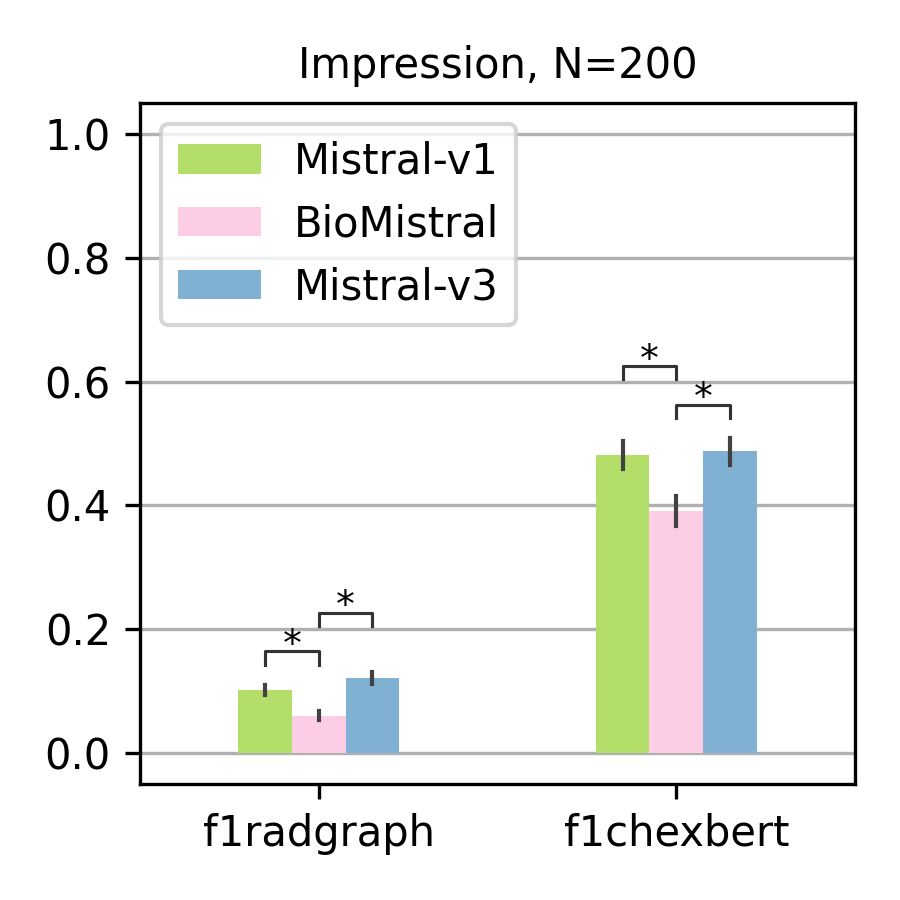 Impression, N=200
1.0
0.8
0.6
0.4
0.2
0.0
Mistral-v1
BioMistral
Mistral-v3
*
*
*
*
f1radgraph
f1chexbert